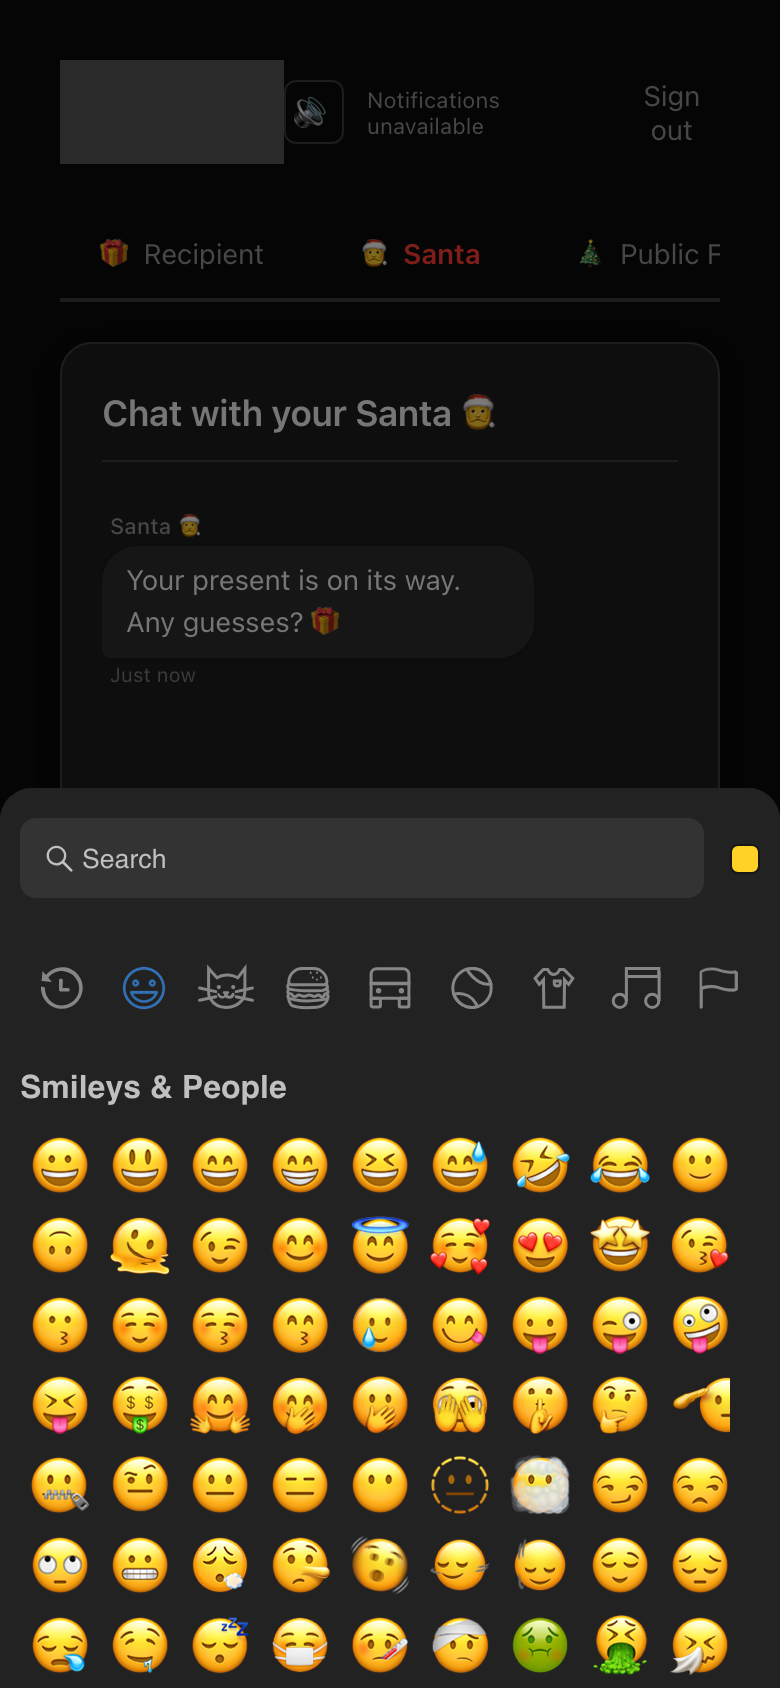 Notifications
unavailable
Sign
out
🎁 Recipient
🎅 Santa
🎄 Public F
Chat with your Santa 🎅
Santa 🎅
Your present is on its way.
Any guesses? 🎁
Just now
Search
Smileys & People